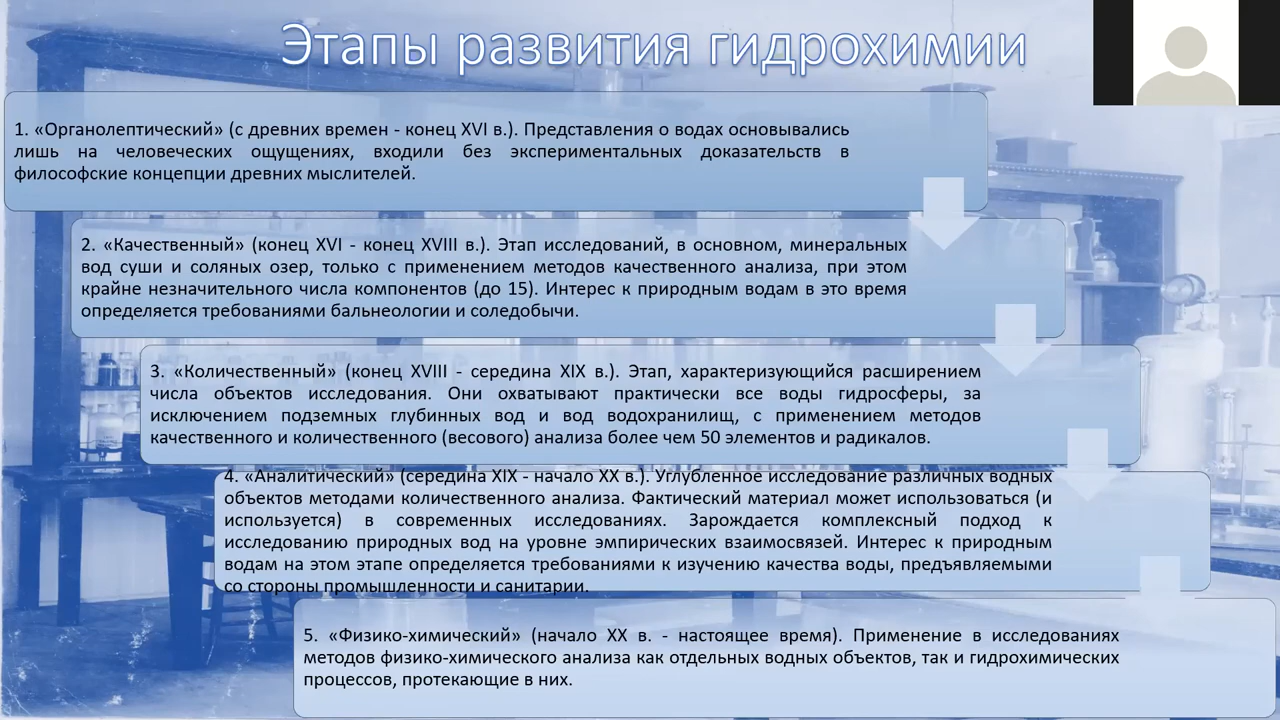 Этапы развития гидрохимии
1. «Органолептический» (с древних времен - конец XVI в.). Представления о водах основывались
лишь на человеческих ощущениях, входили без экспериментальных доказательств в
философские концепции древних мыслителей.
2. «Качественный» (конец XVI - конец XVIII в.). Этап исследований, в основном, минеральных
вод суши и соляных озер, только с применением методов качественного анализа, при этом
крайне незначительного числа компонентов (до 15). Интерес к природным водам в это время
определяется требованиями бальнеологии и соледобычи.
3. «Количественный» (конец XVIII - середина XIX в.). Этап, характеризующийся расширением
числа объектов исследования. Они охватывают практически все воды гидросферы, за
исключением подземных глубинных вод и вод водохранилищ, с применением методов
качественного и количественного (весового) анализа более чем 50 элементов и радикалов.
4. «Аналитический» (середина XIX - начало XX в.). Углубленное исследование различных водных
объектов методами количественного анализа. Фактический материал может использоваться (и
используется) в современных исследованиях. Зарождается комплексный подход к
исследованию природных вод на уровне эмпирических взаимосвязей. Интерес к природным
водам на этом этапе определяется требованиями к изучению качества воды, предъявляемыми
со стороны промышленности и санитарии.
5. «Физико-химический» (начало XX в. - настоящее время). Применение в исследованиях
методов физико-химического анализа как отдельных водных объектов, так и гидрохимических
процессов, протекающие в них.